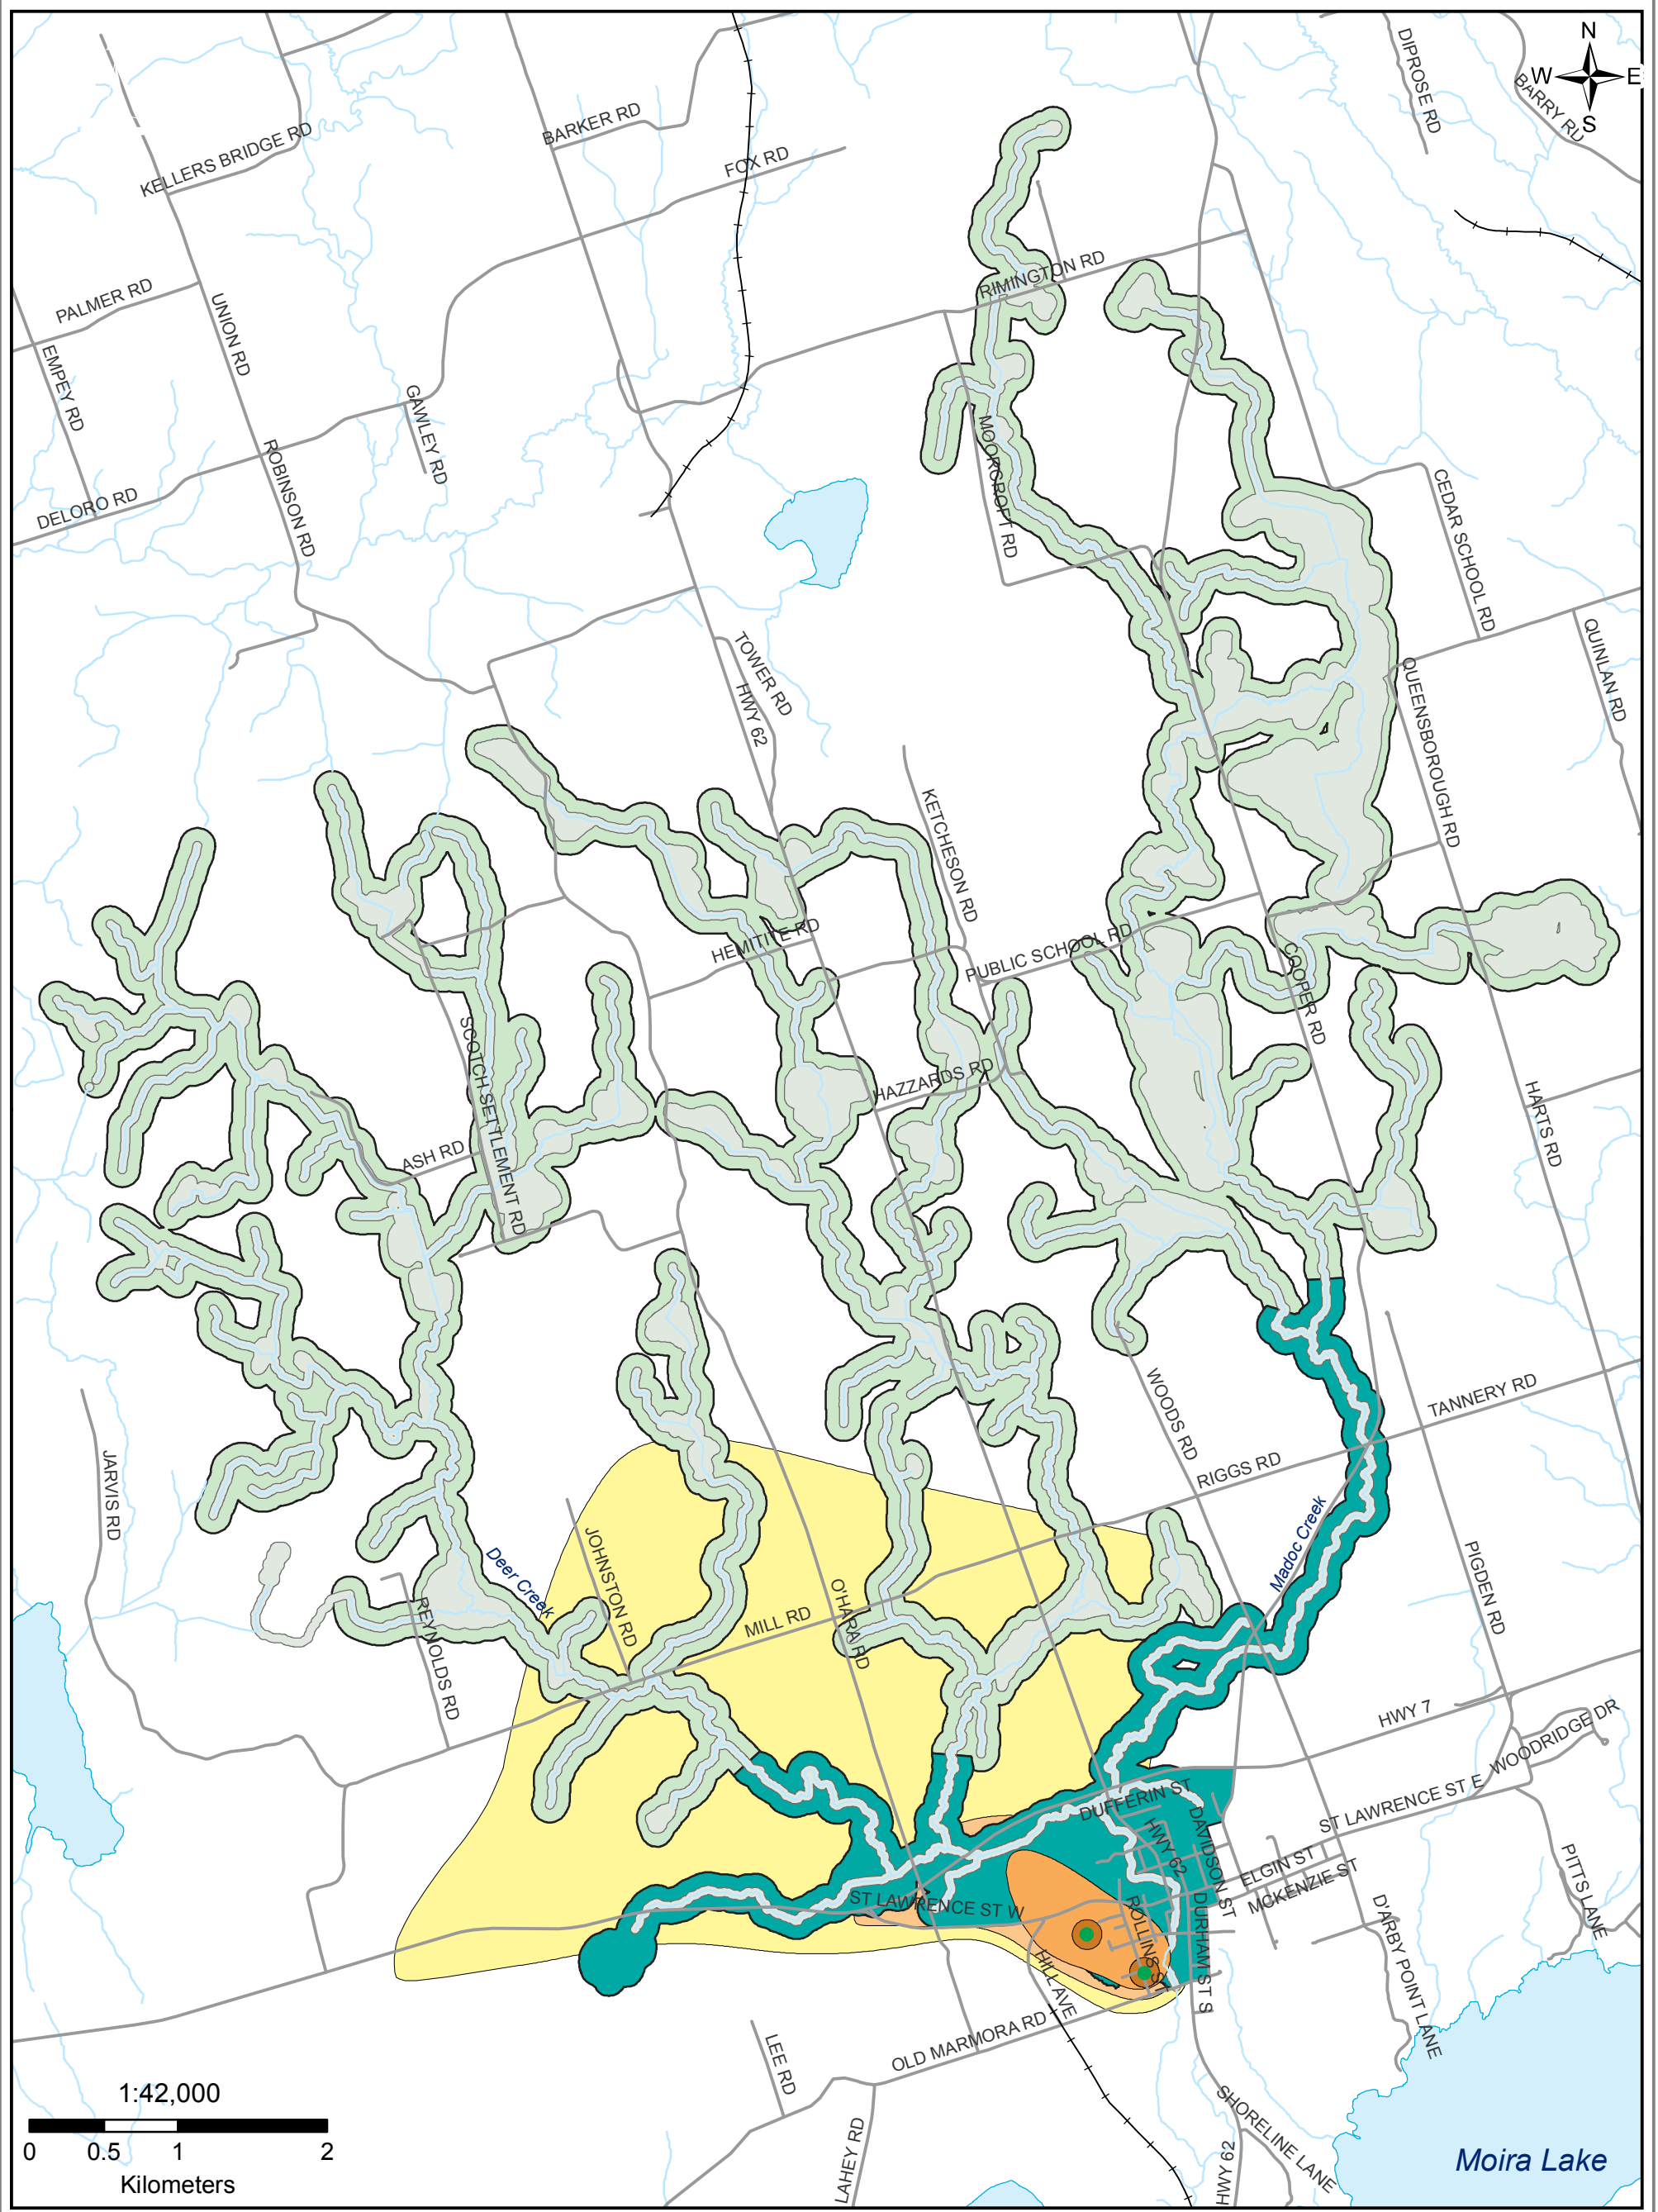 N
W E
S
DIPROSE RD
BARRY RD
KELLERS BRIDGE RD
BARKER RD
FOX RD
RIMINGTON RD
PALMER RD
UNION RD
EMPEY RD
GAWLEY RD
MOORCROFT RD
ROBINSON RD
DELORO RD
CEDAR SCHOOL RD
QUINLAN RD
TOWER RD
HWY 62
QUEENSBOROUGH RD
KETCHESON RD
HEMITITE RD
PUBLIC SCHOOL RD
COOPER RD
SCOTCH SETTLEMENT RD
HAZZARDS RD
HARTS RD
ASH RD
WOODS RD
TANNERY RD
JARVIS RD
RIGGS RD
Madoc Creek
Deer Creek
JOHNSTON RD
PIGDEN RD
O'HARA RD
MILL RD
REYNOLDS RD
HWY 7
WOODRIDGE DR
DUFFERIN ST
ST LAWRENCE ST E
HWY 62
DAVIDSON ST
ELGIN ST
MCKENZIE ST
PITTS LANE
ST LAWRENCE ST W
ROLLINS ST
DURHAM ST S
D'ARBY POINT LANE
HILL AVE
OLD MARMORA RD
LEE RD
SHORELINE LANE
LAHEY RD
HWY 62
Moira Lake
1:42,000
0 0.5 1 2
Kilometers